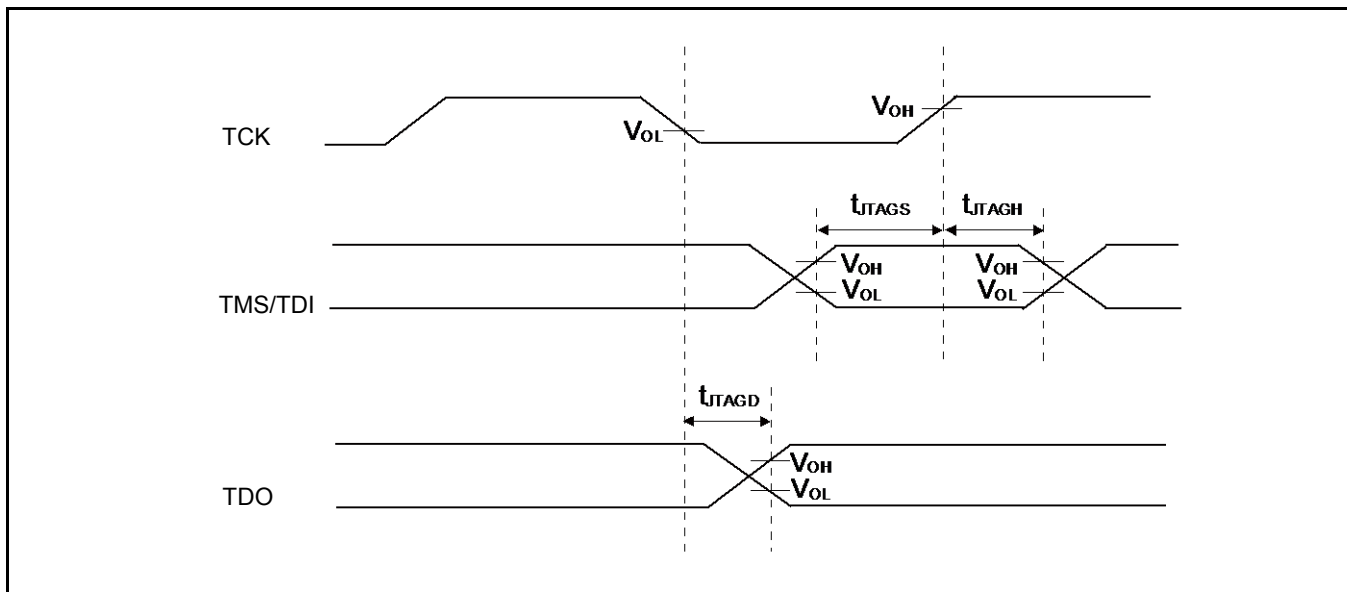 TCK
VOL
VOH
tJTAGS
tJTAGH
TMS/TDI
VOH
VOL
VOH
VOL
tJTAGD
TDO
VOH
VOL